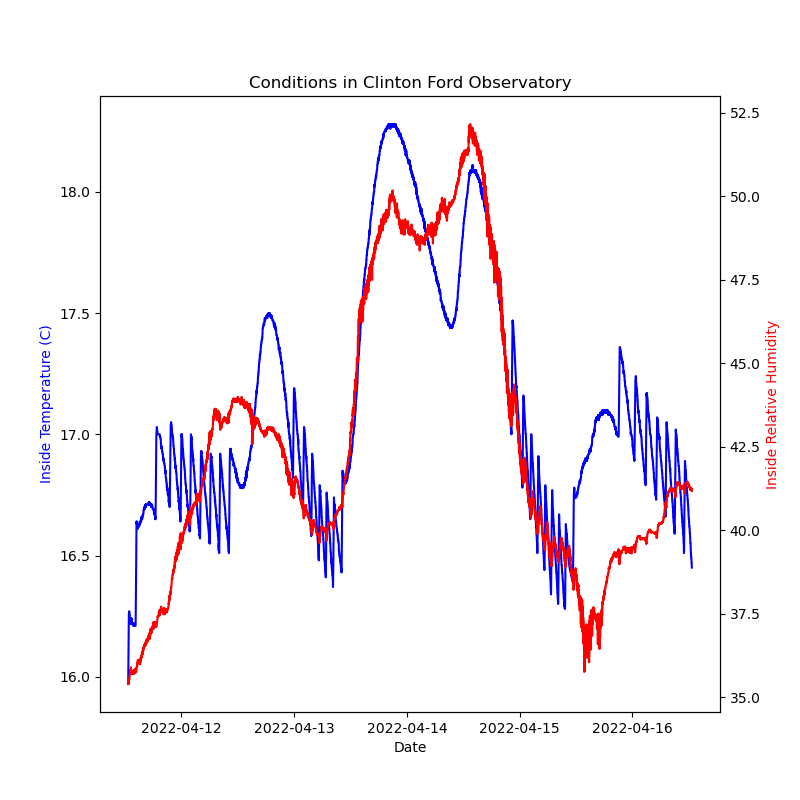 Conditions in Clinton Ford Observatory
52.5
18.0
50.0
17.5
47.5
45.0
17.0
42.5
16.5
40.0
37.5
16.0
35.0
Inside Temperature (C)
Inside Relative Humidity
2022-04-12 2022-04-13 2022-04-14 2022-04-15 2022-04-16
Date